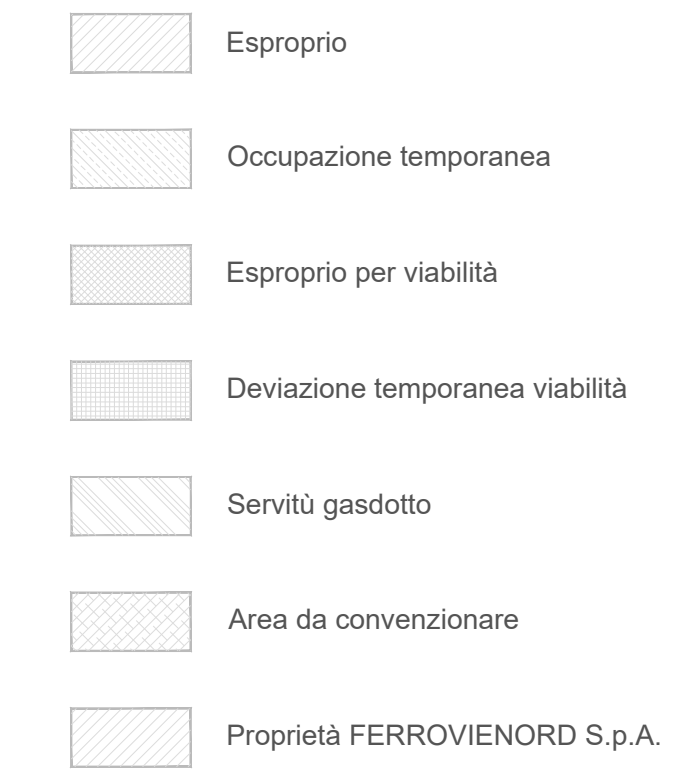 Esproprio
Occupazione temporanea
Esproprio per viabilità
Deviazione temporanea viabilità
Servitù gasdotto
Area da convenzionare
Proprietà FERROVIENORD S.p.A.